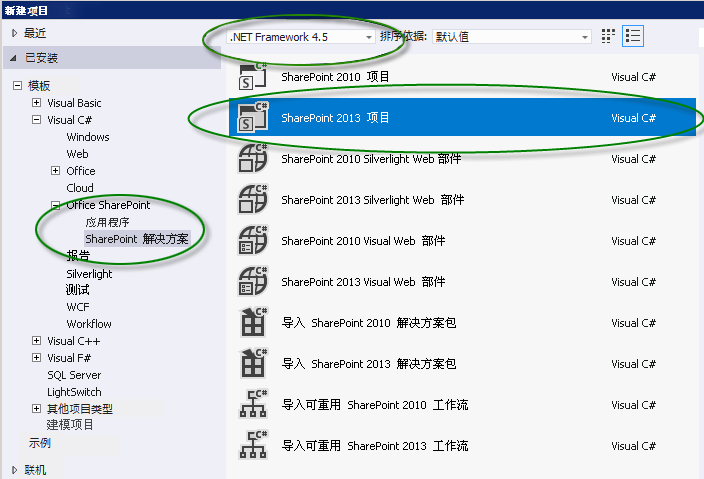 新建项目
最近
已安装
模板
Visual Basic
Visual C#
Windows
Web
Office
Cloud
Office SharePoint
应用程序
SharePoint 解决方案
报告
Silverlight
测试
WCF
Workflow
Visual C++
Visual F#
SQL Server
LightSwitch
其他项目类型
建模项目
示例
联机
.NET Framework 4.5 排序依据: 默认值
SharePoint 2010 项目 Visual C#
SharePoint 2013 项目 Visual C#
SharePoint 2010 Silverlight Web 部件 Visual C#
SharePoint 2013 Silverlight Web 部件 Visual C#
SharePoint 2010 Visual Web 部件 Visual C#
SharePoint 2013 Visual Web 部件 Visual C#
导入 SharePoint 2010 解决方案包 Visual C#
导入 SharePoint 2013 解决方案包 Visual C#
导入可重用 SharePoint 2010 工作流 Visual C#
导入可重用 SharePoint 2013 工作流 Visual C#